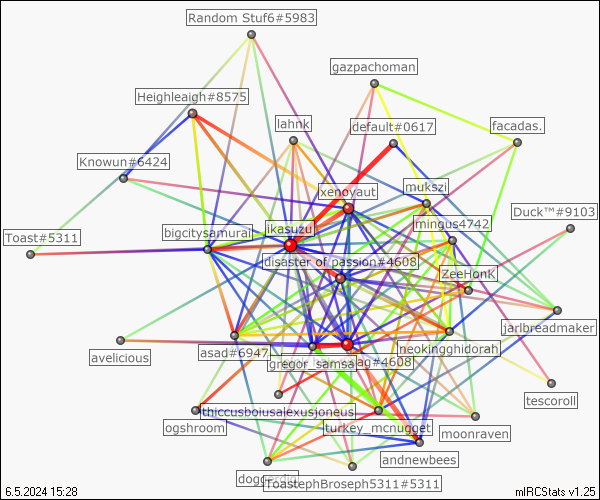 Random Stuf6#5983
gazpachoman
Heighleaigh#8575
lahnk
default#0617
facadas.
Knowun#6424
xenoyaut
mukszil
Duck™#9103
mingus4742
Toast#5311
bigcitysamurai
ikasuzu
disaster of passion#4608
ZeeHonK
jarlbreadmaker
avelicious
asad#6947
neokingghidorah
gregor_samsa
ag#4608
tescoroll
thiccusboiusalexusjoneus
ogshroom
turkey_mcnugget
moonraven
andnewbees
ToastephBroseph5311#5311
6.5.2024 15:28
mIRCStats v1.25